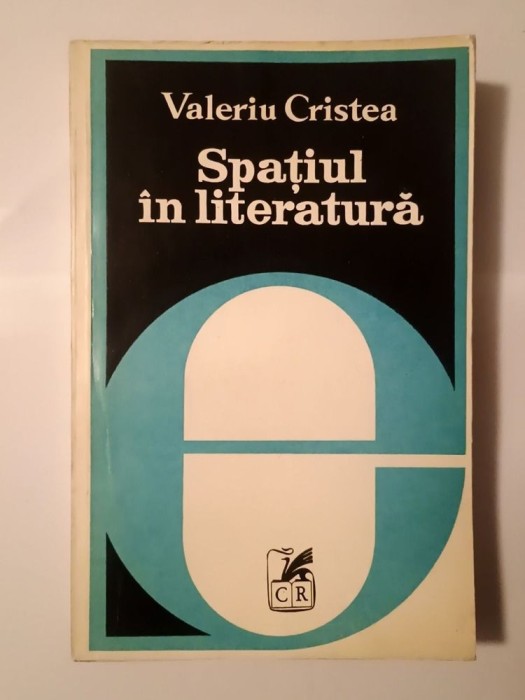 Valeriu Cristea
Spațiul
în literatură
e
CR